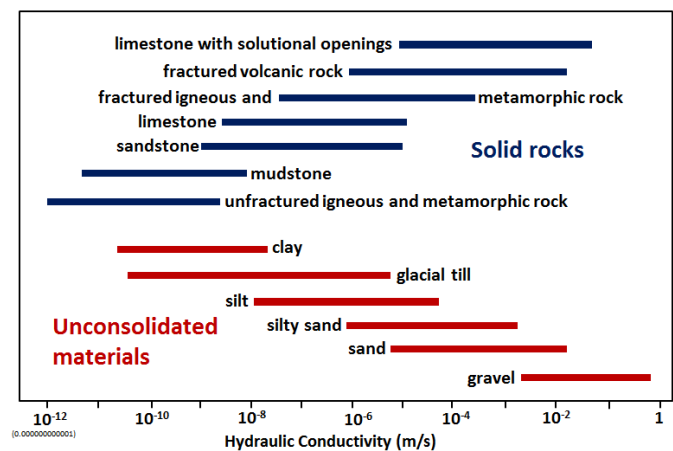 limestone with solutional openings
fractured volcanic rock
fractured igneous and metamorphic rock
limestone
sandstone
Solid rocks
mudstone
unfractured igneous and metamorphic rock
clay
glacial till
silt
Unconsolidated
materials
silty sand
sand
gravel
10⁻¹² 10⁻¹⁰ 10⁻⁸ 10⁻⁶ 10⁻⁴ 10⁻² 1
(0.000000000001)
Hydraulic Conductivity (m/s)